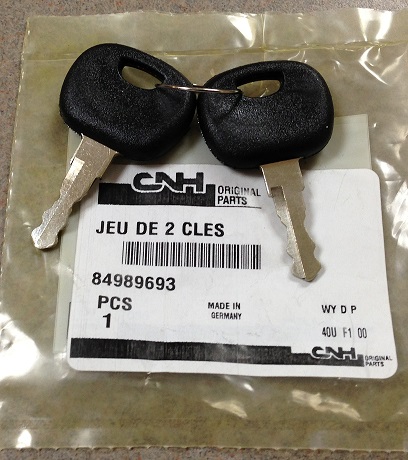 CNH ORIGINAL
PARTS
JEU DE 2 CLES
84989693
PCS
1
MADE IN
GERMANY
WY D P
4OU F1 00
CNH ORIGINAL
PARTS